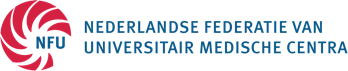 NFU
NEDERLANDSE FEDERATIE VAN
UNIVERSITAIR MEDISCHE CENTRA